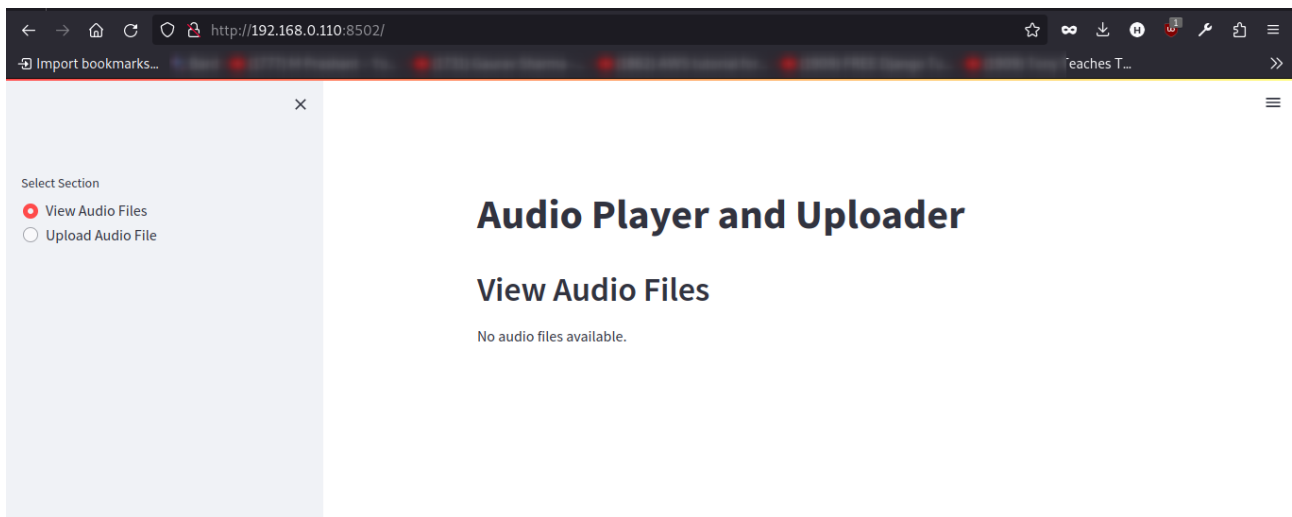 http://192.168.0.110:8502/
1
Import bookmarks...
Teaches T...
Select Section
View Audio Files
Upload Audio File
Audio Player and Uploader
View Audio Files
No audio files available.